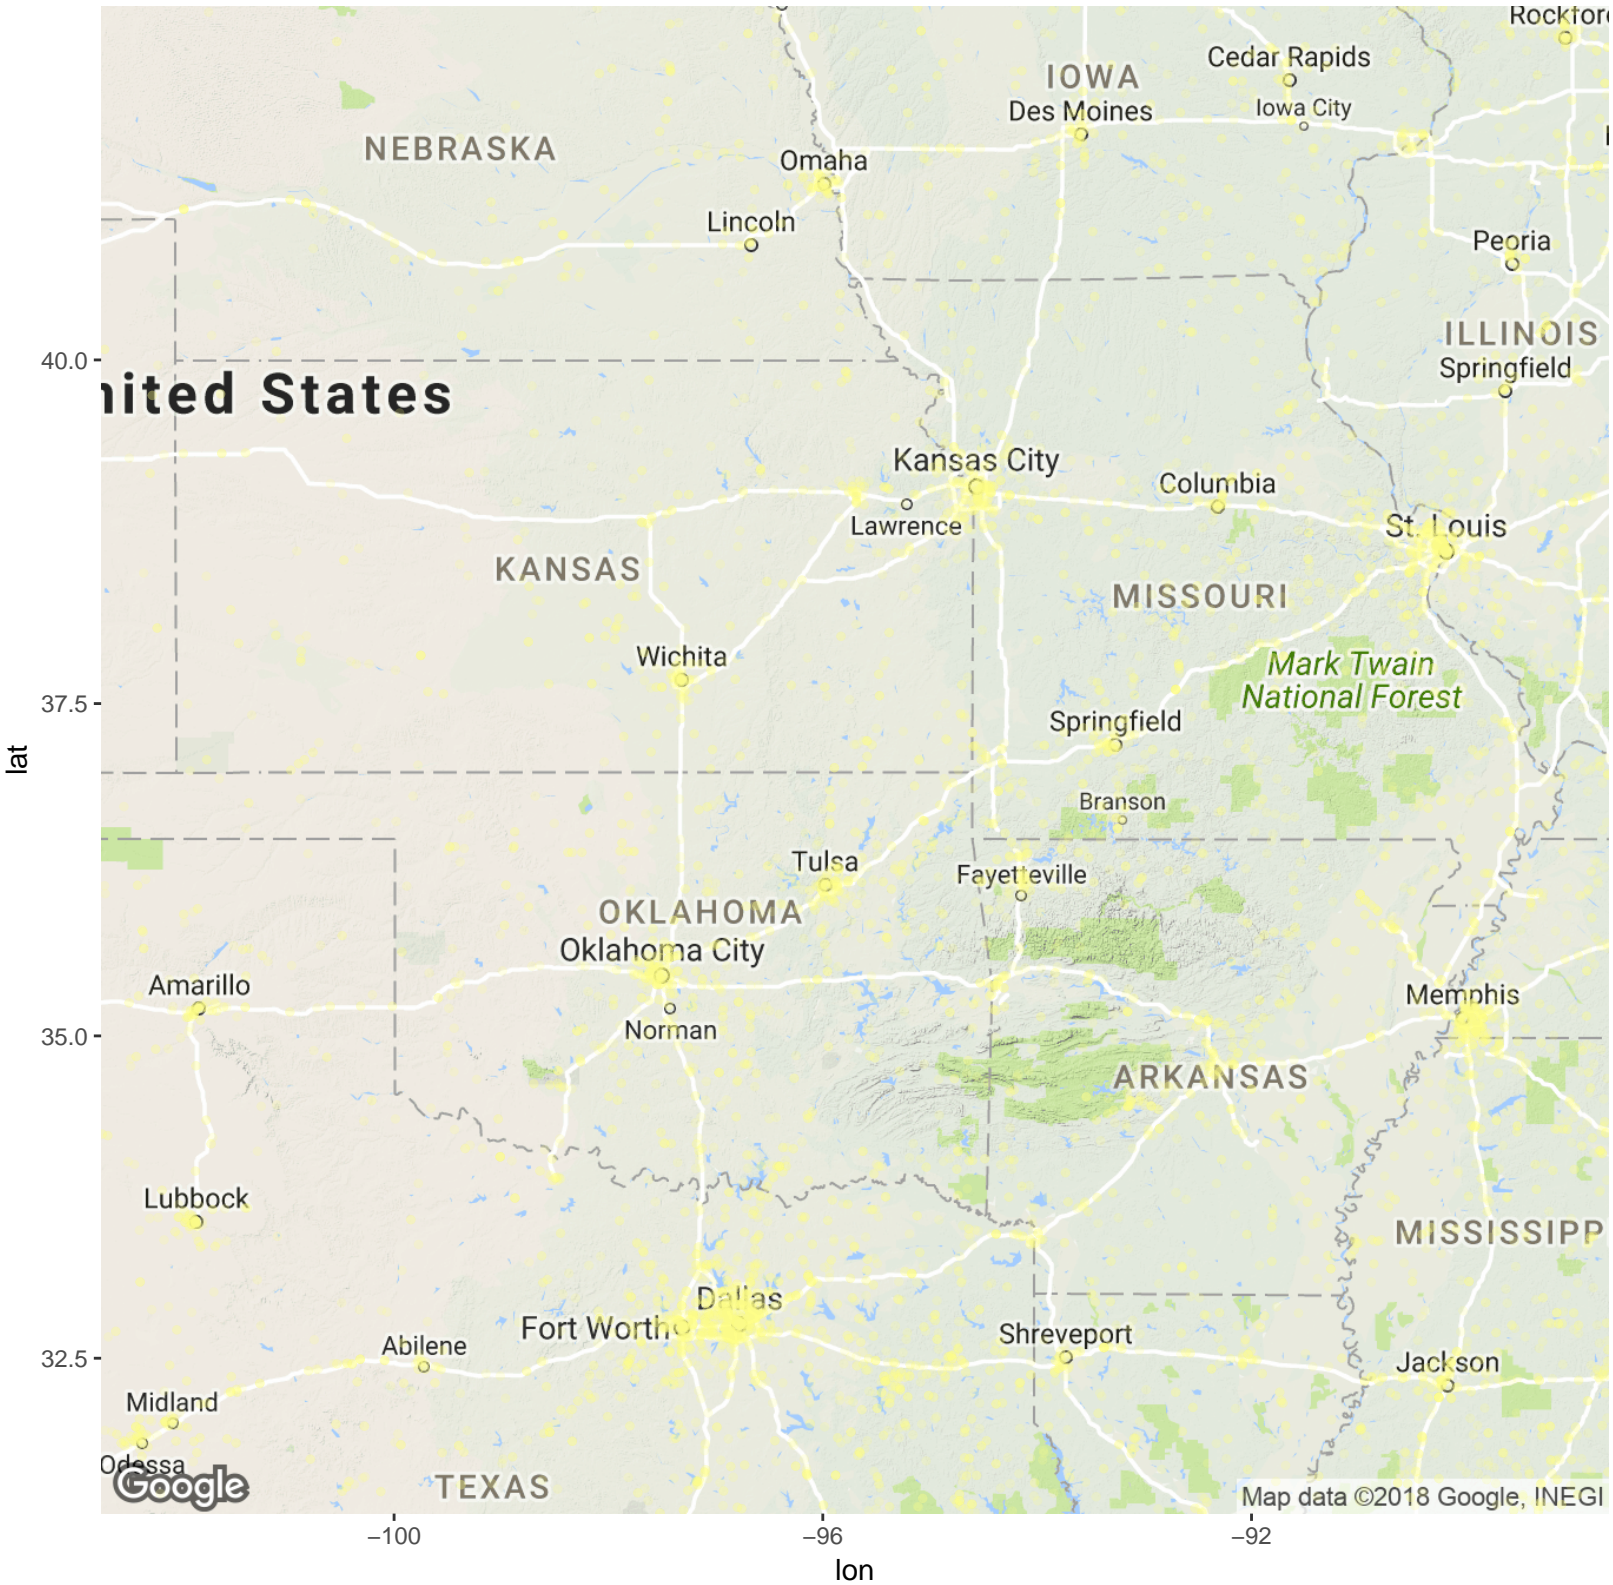 Rockfor
Cedar Rapids
IOWA
Iowa City
Des Moines
NEBRASKA
Omaha
Lincoln
Peoria
ILLINOIS
40.0
Springfield
nited States
Kansas City
Columbia
Lawrence
St. Louis
KANSAS
MISSOURI
Wichita
Mark Twain
National Forest
37.5
Springfield
lat
Branson
Tulsa
Fayetteville
OKLAHOMA
Oklahoma City
Amarillo
Memphis
Norman
35.0
ARKANSAS
Lubbock
MISSISSIPP
Dallas
Fort Worth
Shreveport
Abilene
32.5
Jackson
Midland
Odessa
Google
TEXAS
Map data ©2018 Google, INEGI
−100
−96
−92
lon